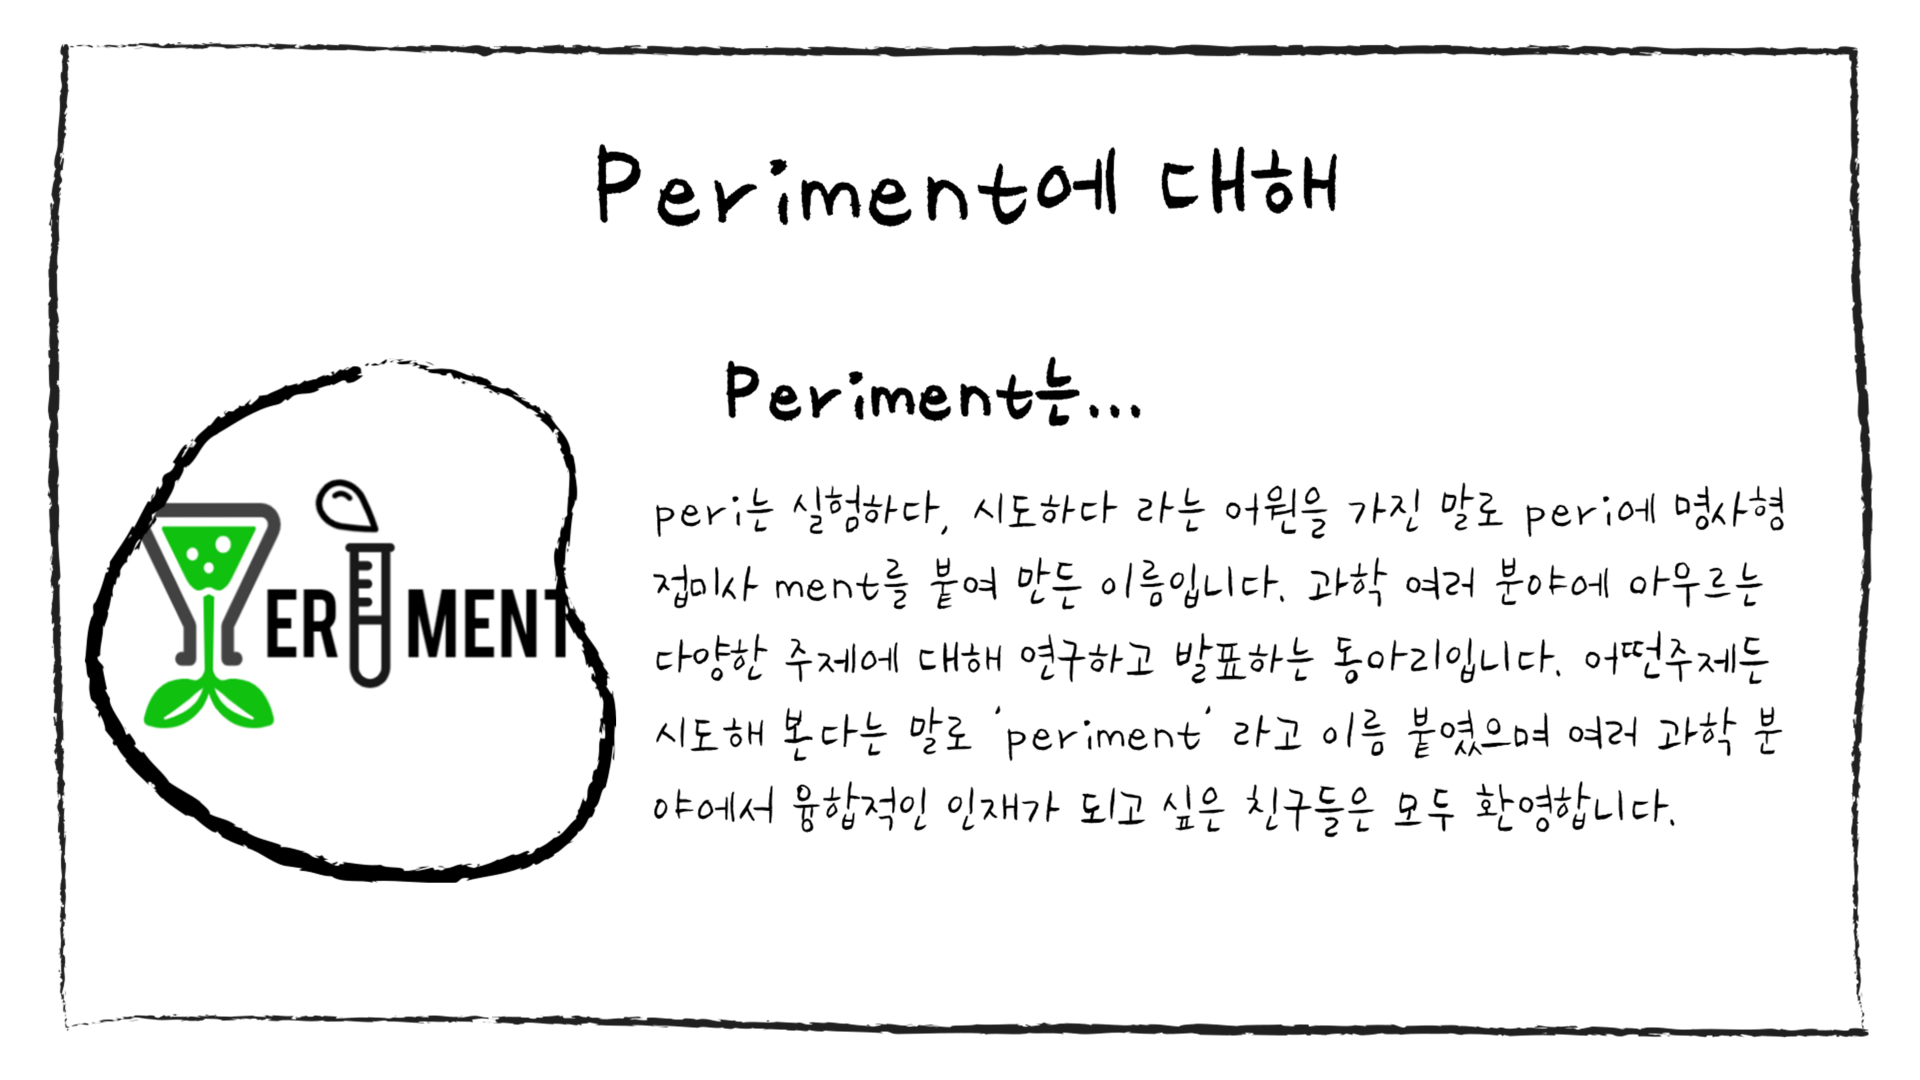 Periment에 대해
Periment는...
peri는 실험하다, 시도하다 라는 어원을 가진 말로 peri에 명사형
접미사 ment를 붙여 만든 이름입니다. 과학 여러 분야에 아우르는
다양한 주제에 대해 연구하고 발표하는 동아리입니다. 어떤주제든
시도해 본다는 말로 'periment' 라고 이름 붙였으며 여러 과학 분
야에서 융합적인 인재가 되고 싶은 친구들은 모두 환영합니다.
PERIMENT